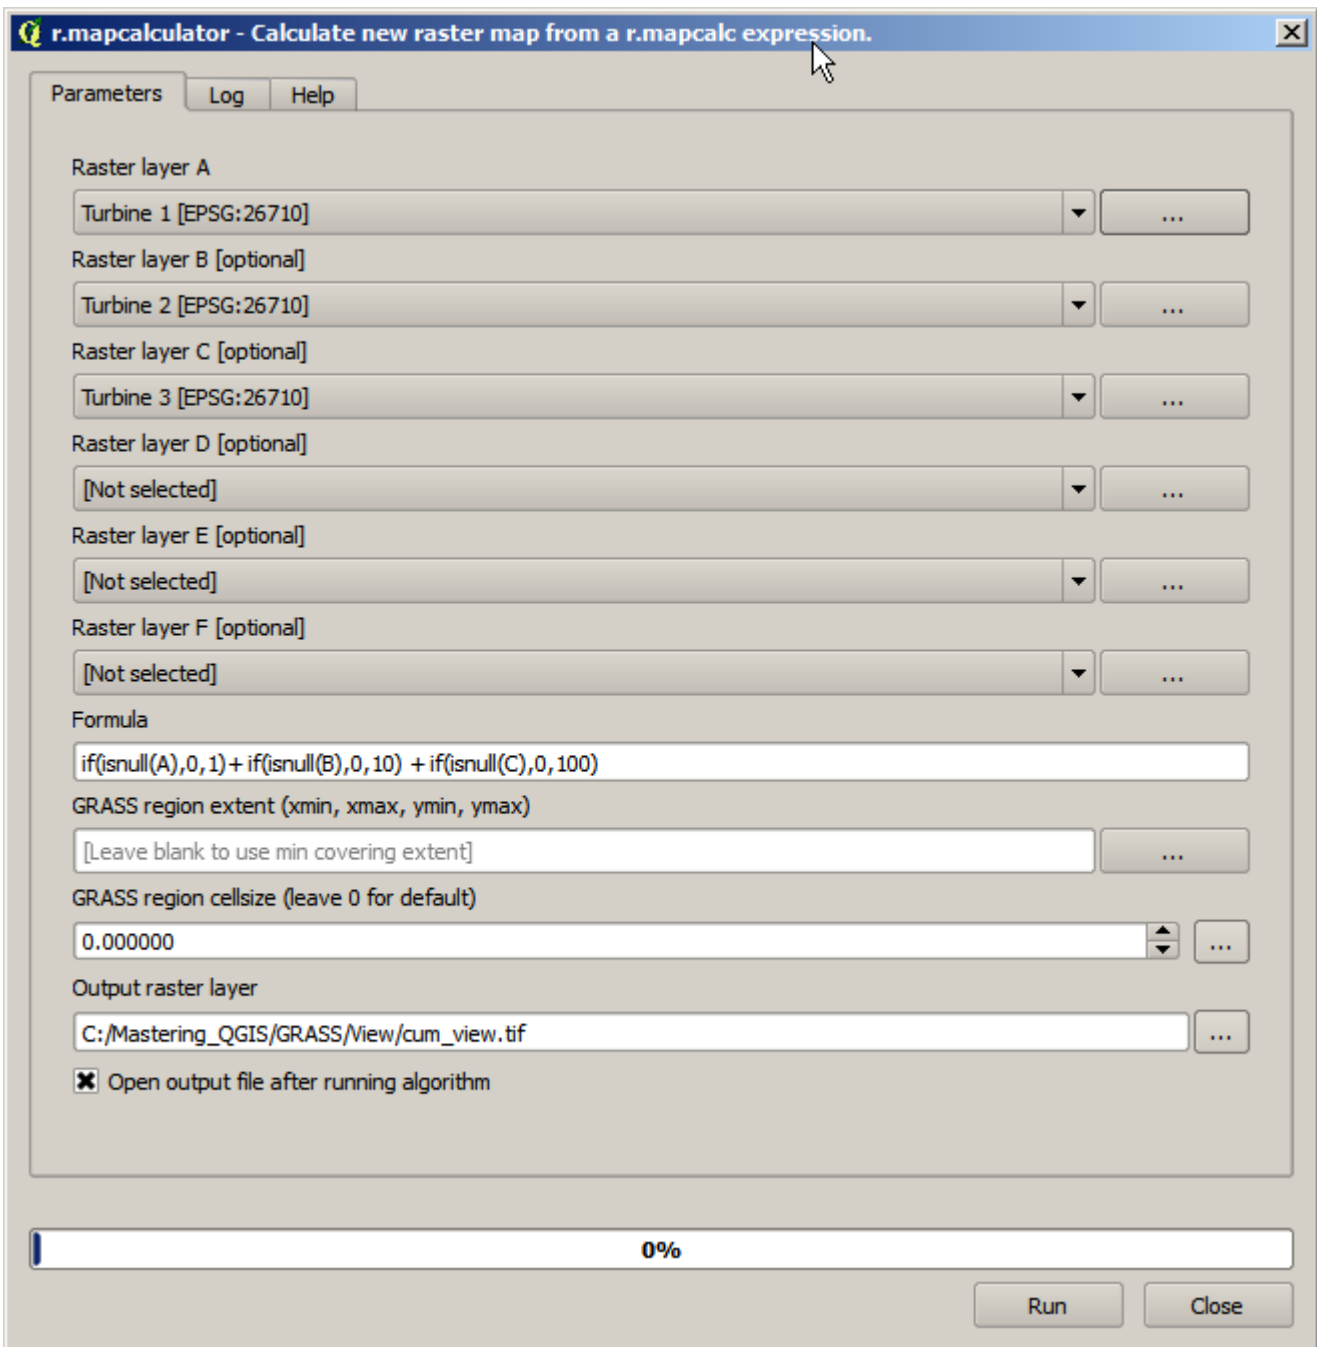 r.mapcalculator - Calculate new raster map from a r.mapcalc expression.
Parameters Log Help
Raster layer A
Turbine 1 [EPSG:26710] ...
Raster layer B [optional]
Turbine 2 [EPSG:26710] ...
Raster layer C [optional]
Turbine 3 [EPSG:26710] ...
Raster layer D [optional]
[Not selected] ...
Raster layer E [optional]
[Not selected] ...
Raster layer F [optional]
[Not selected] ...
Formula
if(isnull(A),0,1)+ if(isnull(B),0,10) + if(isnull(C),0,100)
GRASS region extent (xmin, xmax, ymin, ymax)
[Leave blank to use min covering extent] ...
GRASS region cellsize (leave 0 for default)
0.000000 ...
Output raster layer
C:/Mastering_QGIS/GRASS/View/cum_view.tif ...
Open output file after running algorithm
0%
Run Close